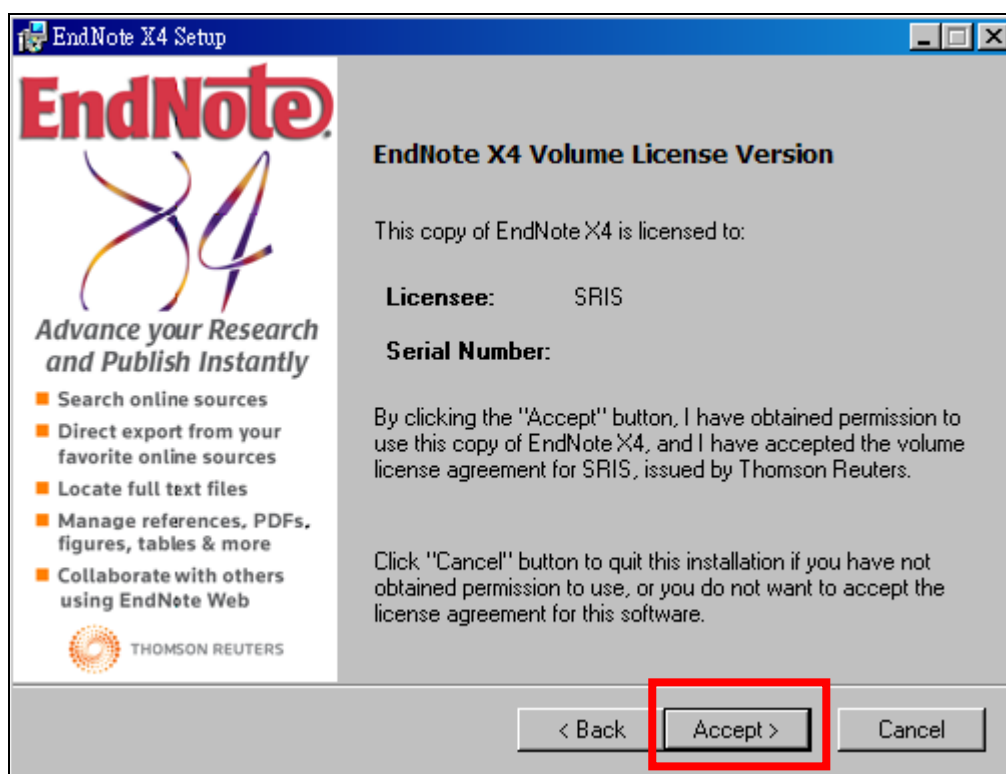 EndNote X4 Setup
EndNote
X4
Advance your Research
and Publish Instantly
Search online sources
Direct export from your
favorite online sources
Locate full text files
Manage references, PDFs,
figures, tables & more
Collaborate with others
using EndNote Web
THOMSON REUTERS
EndNote X4 Volume License Version
This copy of EndNote X4 is licensed to:
Licensee: SRIS
Serial Number:
By clicking the "Accept" button, I have obtained permission to
use this copy of EndNote X4, and I have accepted the volume
license agreement for SRIS, issued by Thomson Reuters.
Click "Cancel" button to quit this installation if you have not
obtained permission to use, or you do not want to accept the
license agreement for this software.
< Back Accept > Cancel